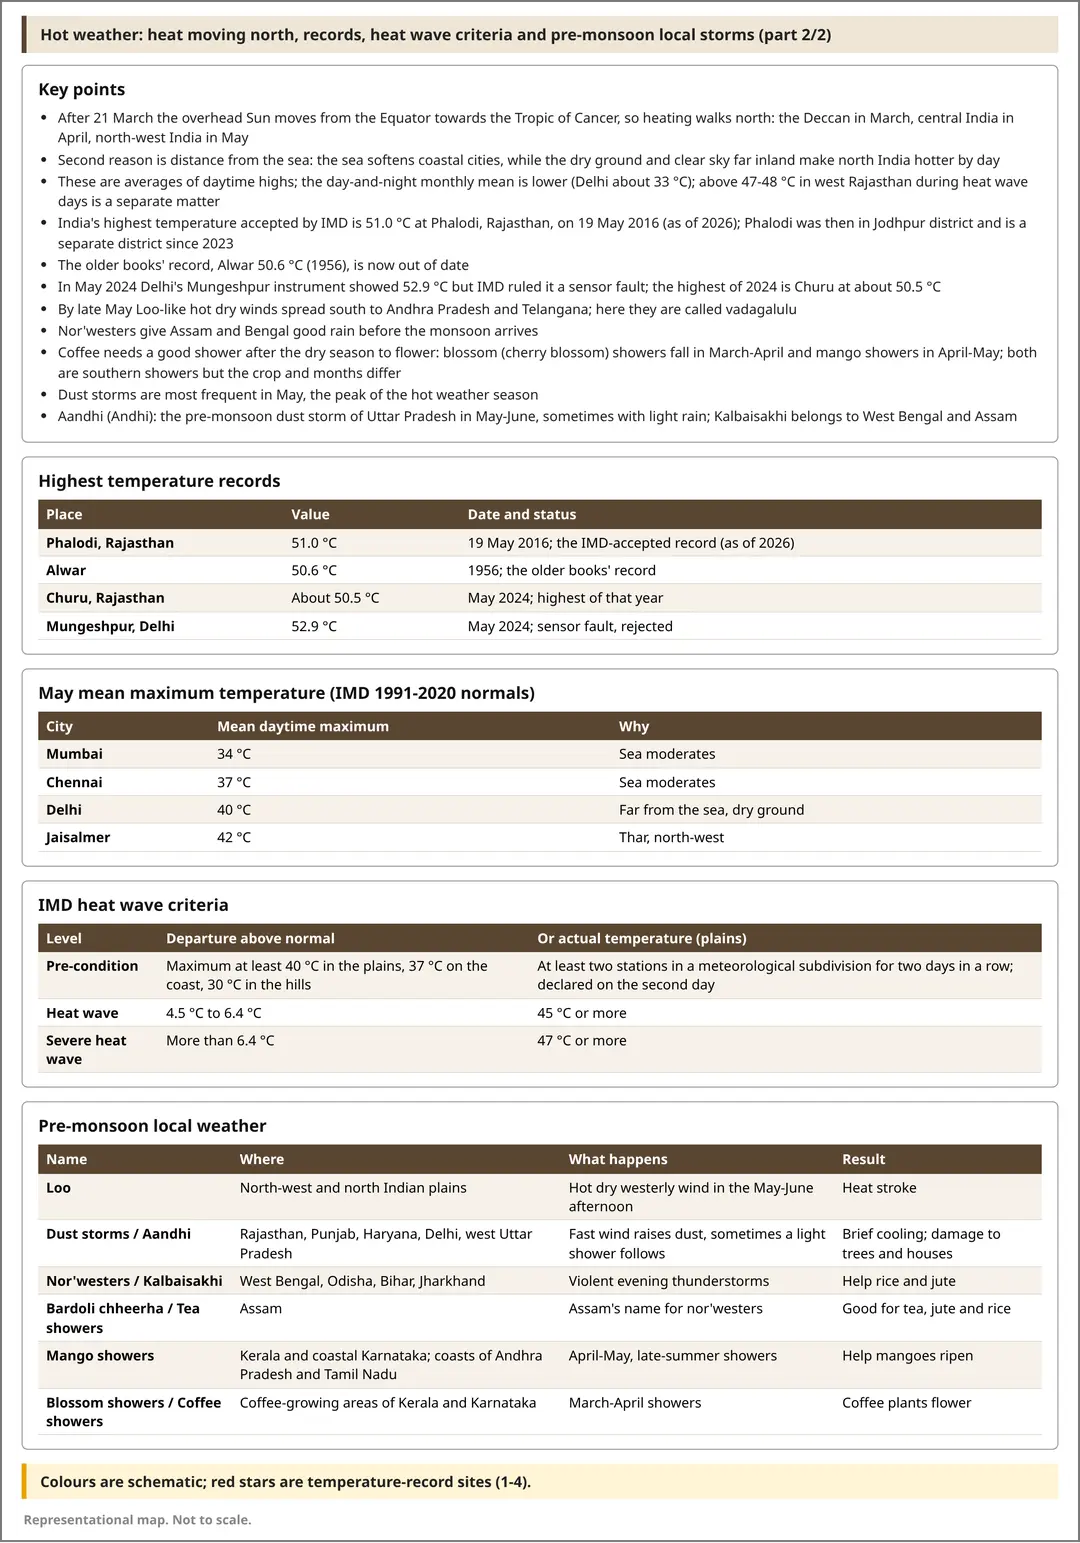 Hot weather: heat moving north, records, heat wave criteria and pre-monsoon local storms (part 2/2)
Key points
• After 21 March the overhead Sun moves from the Equator towards the Tropic of Cancer, so heating walks north: the Deccan in March, central India in
April, north-west India in May
• Second reason is distance from the sea: the sea softens coastal cities, while the dry ground and clear sky far inland make north India hotter by day
• These are averages of daytime highs; the day-and-night monthly mean is lower (Delhi about 33 °C); above 47-48 °C in west Rajasthan during heat wave
days is a separate matter
• India's highest temperature accepted by IMD is 51.0 °C at Phalodi, Rajasthan, on 19 May 2016 (as of 2026); Phalodi was then in Jodhpur district and is a
separate district since 2023
• The older books' record, Alwar 50.6 °C (1956), is now out of date
• In May 2024 Delhi's Mungeshpur instrument showed 52.9 °C but IMD ruled it a sensor fault; the highest of 2024 is Churu at about 50.5 °C
• By late May Loo-like hot dry winds spread south to Andhra Pradesh and Telangana; here they are called vadagalulu
• Nor'westers give Assam and Bengal good rain before the monsoon arrives
• Coffee needs a good shower after the dry season to flower: blossom (cherry blossom) showers fall in March-April and mango showers in April-May; both
are southern showers but the crop and months differ
• Dust storms are most frequent in May, the peak of the hot weather season
• Aandhi (Andhi): the pre-monsoon dust storm of Uttar Pradesh in May-June, sometimes with light rain; Kalbaisakhi belongs to West Bengal and Assam
Highest temperature records
Place Value Date and status
Phalodi, Rajasthan 51.0 °C 19 May 2016; the IMD-accepted record (as of 2026)
Alwar 50.6 °C 1956; the older books' record
Churu, Rajasthan About 50.5 °C May 2024; highest of that year
Mungeshpur, Delhi 52.9 °C May 2024; sensor fault, rejected
May mean maximum temperature (IMD 1991-2020 normals)
City Mean daytime maximum Why
Mumbai 34 °C Sea moderates
Chennai 37 °C Sea moderates
Delhi 40 °C Far from the sea, dry ground
Jaisalmer 42 °C Thar, north-west
IMD heat wave criteria
Level Departure above normal Or actual temperature (plains)
Pre-condition Maximum at least 40 °C in the plains, 37 °C on the At least two stations in a meteorological subdivision for two days in a row;
coast, 30 °C in the hills declared on the second day
Heat wave 4.5 °C to 6.4 °C 45 °C or more
Severe heat More than 6.4 °C 47 °C or more
wave
Pre-monsoon local weather
Name Where What happens Result
Loo North-west and north Indian plains Hot dry westerly wind in the May-June Heat stroke
afternoon
Dust storms / Aandhi Rajasthan, Punjab, Haryana, Delhi, west Uttar Fast wind raises dust, sometimes a light Brief cooling; damage to
Pradesh shower follows trees and houses
Nor'westers / Kalbaisakhi West Bengal, Odisha, Bihar, Jharkhand Violent evening thunderstorms Help rice and jute
Bardoli chheerha / Tea Assam Assam's name for nor'westers Good for tea, jute and rice
showers
Mango showers Kerala and coastal Karnataka; coasts of Andhra April-May, late-summer showers Help mangoes ripen
Pradesh and Tamil Nadu
Blossom showers / Coffee Coffee-growing areas of Kerala and Karnataka March-April showers Coffee plants flower
showers
Colours are schematic; red stars are temperature-record sites (1-4).
Representational map. Not to scale.